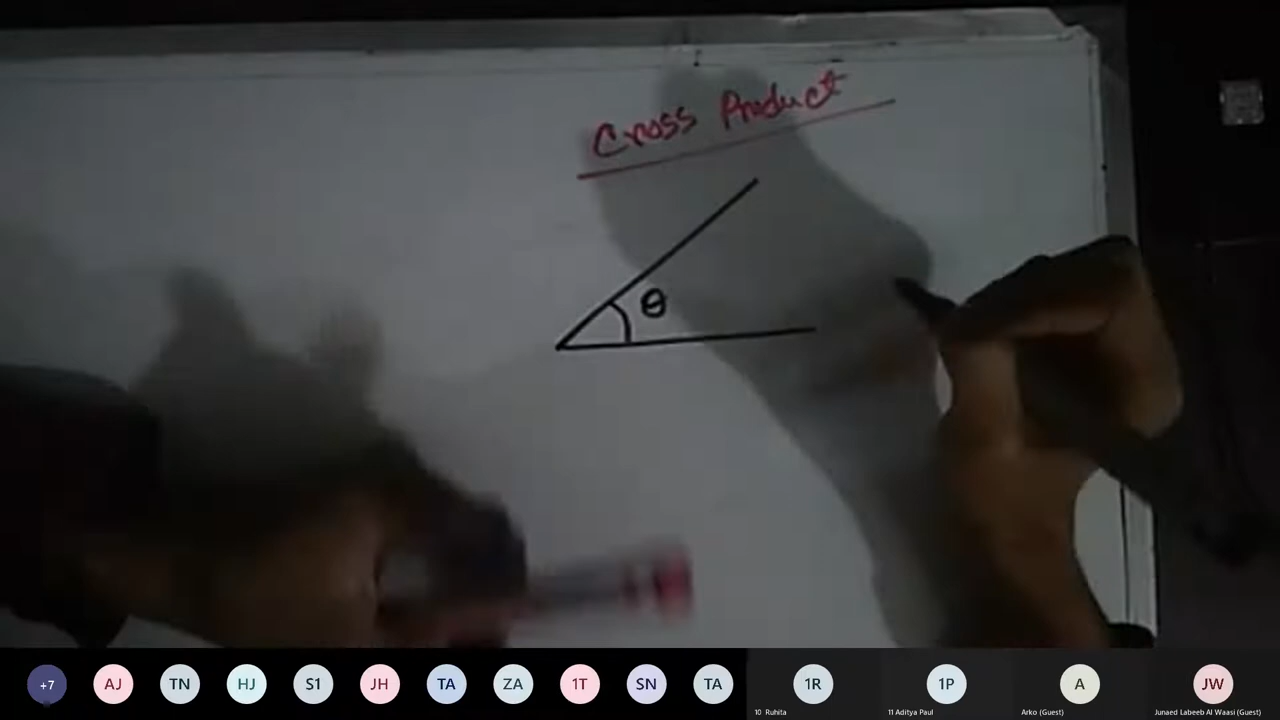 Cross Product
θ
+7 AJ TN HJ S1 JH TA ZA 1T SN TA 1R 1P A JW
10 Ruhita 11 Aditya Paul Arko (Guest) Junaed Labeeb Al Waasi (Guest)